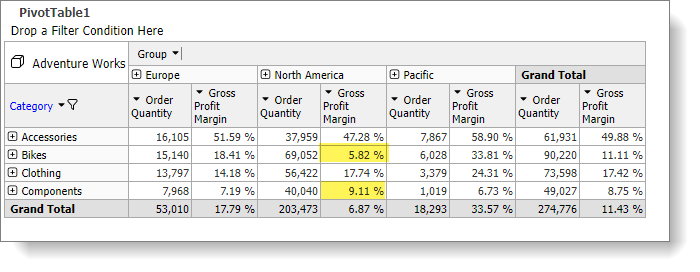 PivotTable1
Drop a Filter Condition Here
Adventure Works Group
Europe North America Pacific Grand Total
Category Order Quantity Gross Profit Margin Order Quantity Gross Profit Margin Order Quantity Gross Profit Margin Order Quantity Gross Profit Margin
Accessories 16,105 51.59 % 37,959 47.28 % 7,867 58.90 % 61,931 49.88 %
Bikes 15,140 18.41 % 69,052 5.82 % 6,028 33.81 % 90,220 11.11 %
Clothing 13,797 14.18 % 56,422 17.74 % 3,379 24.31 % 73,598 17.42 %
Components 7,968 7.19 % 40,040 9.11 % 1,019 6.73 % 49,027 8.75 %
Grand Total 53,010 17.79 % 203,473 6.87 % 18,293 33.57 % 274,776 11.43 %